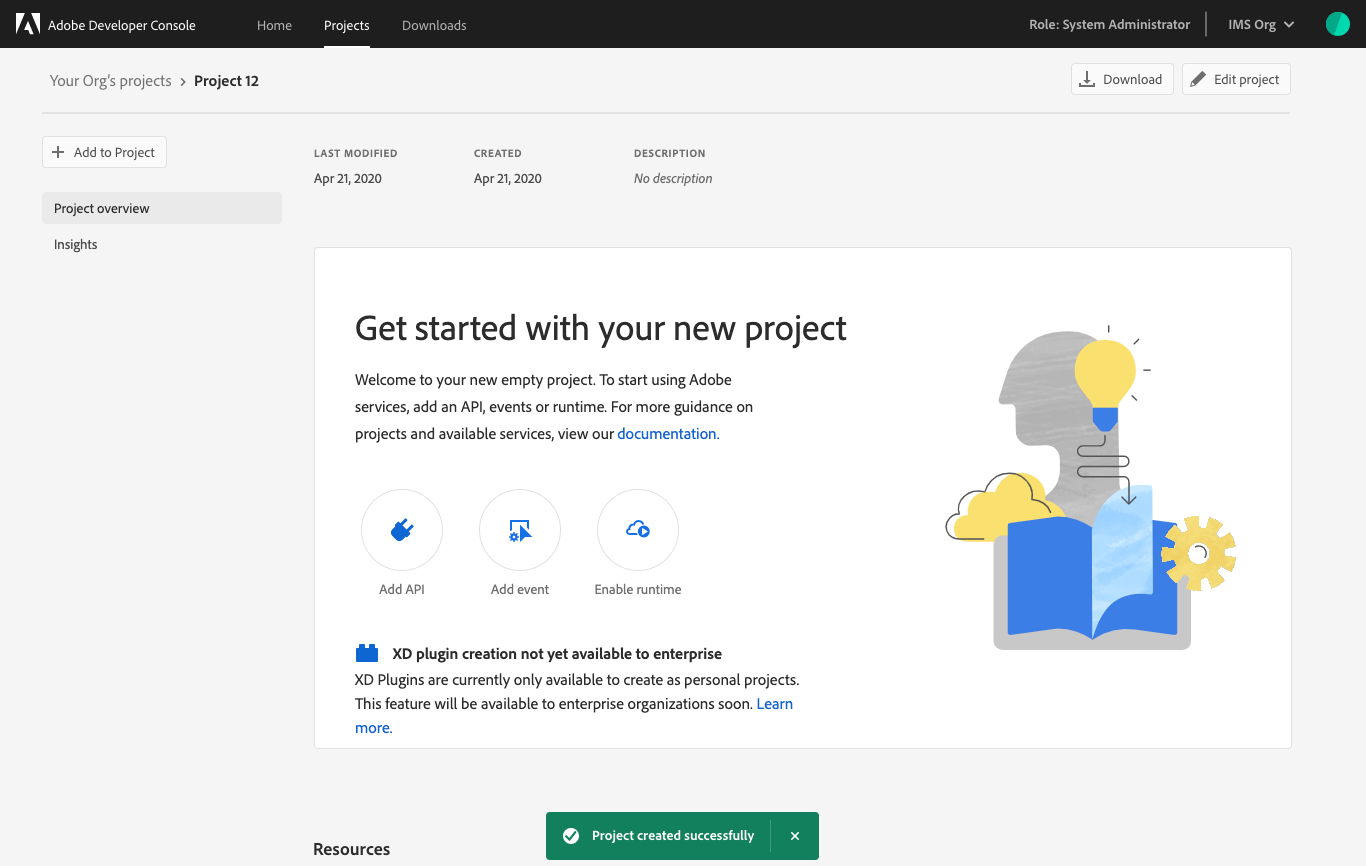 Adobe Developer Console
Home
Projects
Downloads
Role: System Administrator
IMS Org
Your Org's projects > Project 12
Download
Edit project
Add to Project
Project overview
Insights
LAST MODIFIED
Apr 21, 2020
CREATED
Apr 21, 2020
DESCRIPTION
No description
Get started with your new project
Welcome to your new empty project. To start using Adobe
services, add an API, events or runtime. For more guidance on
projects and available services, view our documentation.
Add API
Add event
Enable runtime
XD plugin creation not yet available to enterprise
XD Plugins are currently only available to create as personal projects.
This feature will be available to enterprise organizations soon. Learn
more.
Project created successfully
Resources